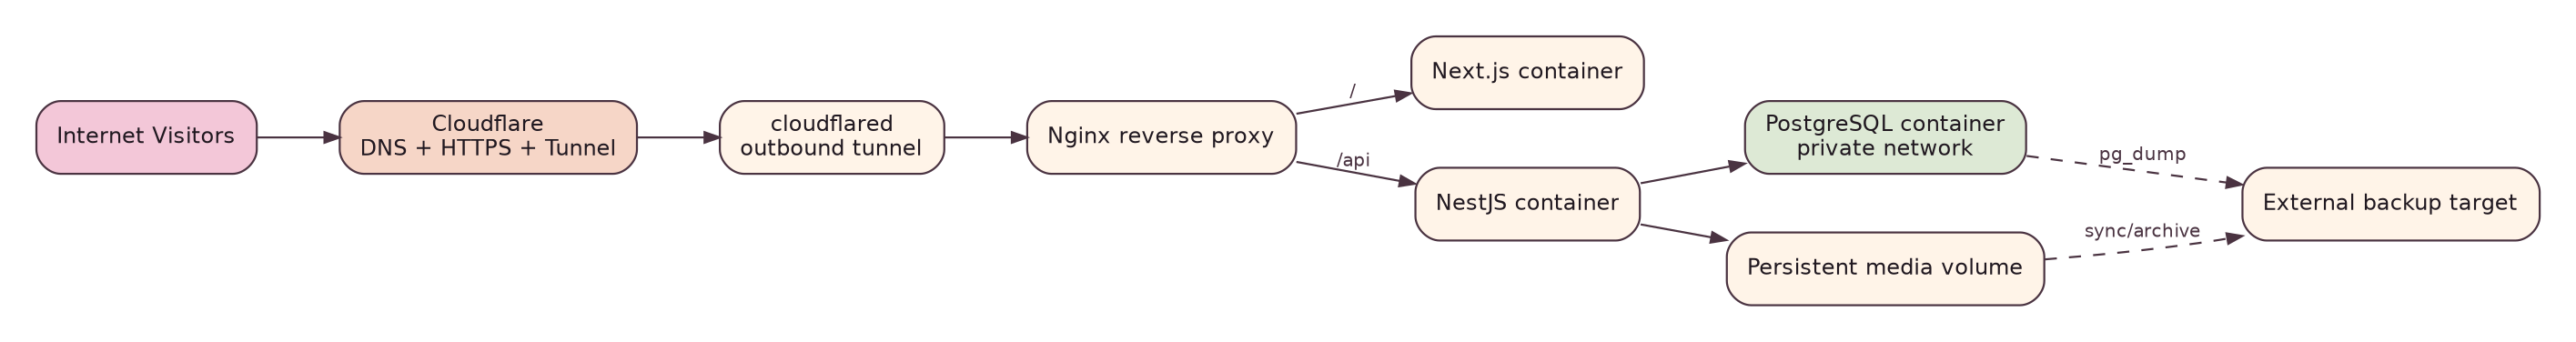 Internet Visitors
Cloudflare
DNS + HTTPS + Tunnel
cloudflared
outbound tunnel
Nginx reverse proxy
/
/api
Next.js container
NestJS container
PostgreSQL container
private network
Persistent media volume
pg_dump
sync/archive
External backup target